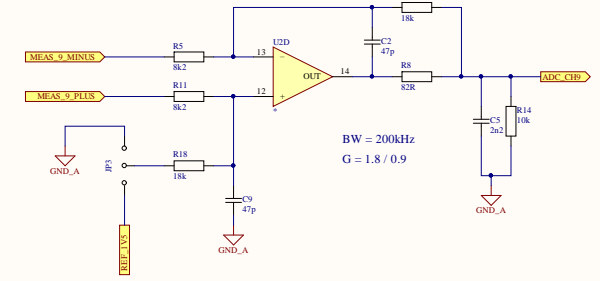 18k
R5
MEAS_9_MINUS
8k2
U2D
13
C2
47p
OUT
14
R8
82R
ADC_CH9
R11
MEAS_9_PLUS
8k2
12
*
C5
2n2
R14
10k
BW = 200kHz
G = 1.8 / 0.9
GND_A
JP3
R18
18k
C9
47p
GND_A
GND_A
REF_1V5